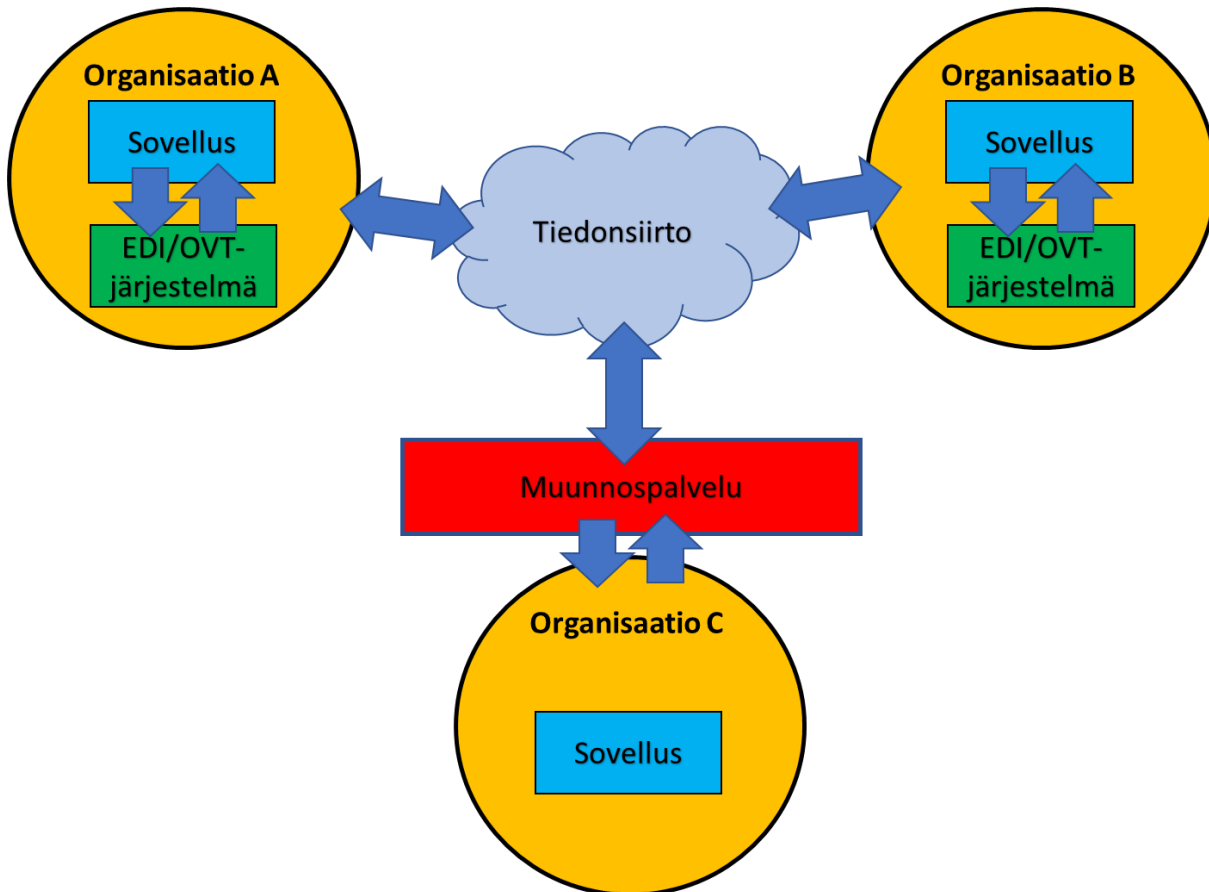 Organisaatio A
Sovellus
EDI/OVT-
järjestelmä
Tiedonsiirto
Organisaatio B
Sovellus
EDI/OVT-
järjestelmä
Muunnospalvelu
Organisaatio C
Sovellus